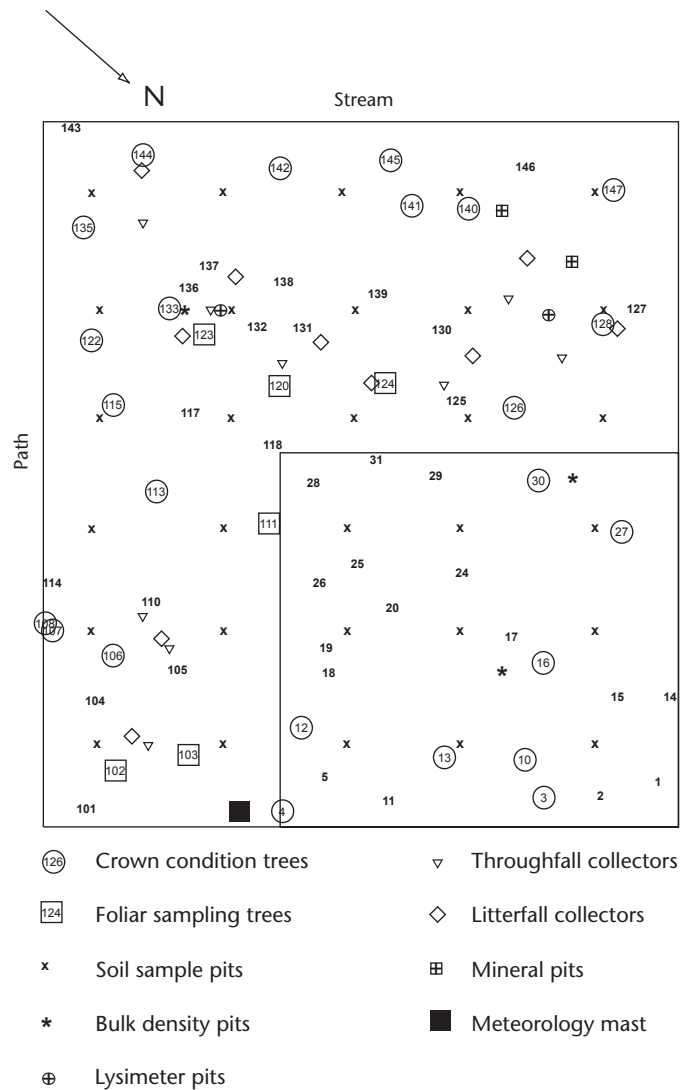 N
Stream
143
144
142
145
146
x
x
x
x
x
147
135
141
140
137
136
138
139
127
133
*
x
x
x
x
128
123
132
131
130
122
120
124
125
126
115
117
x
x
x
x
x
118
Path
31
28
29
30
*
113
111
x
x
x
x
x
27
25
24
26
114
20
110
108
107
x
x
x
x
x
17
106
19
16
105
18
*
104
15
14
12
x
x
x
x
x
103
13
10
102
5
1
101
4
11
3
2
126 Crown condition trees
Throughfall collectors
124 Foliar sampling trees
Litterfall collectors
x Soil sample pits
Mineral pits
* Bulk density pits
Meteorology mast
Lysimeter pits